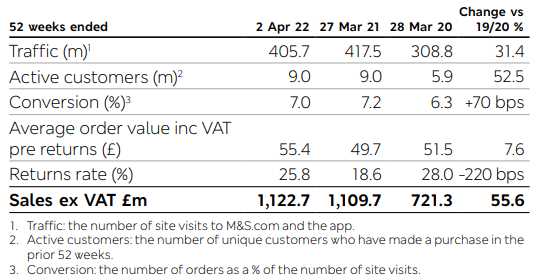 Change vs
52 weeks ended 2 Apr 22 27 Mar 21 28 Mar 20 19/20 %
Traffic (m)1 405.7 417.5 308.8 31.4
Active customers (m)2 9.0 9.0 5.9 52.5
Conversion (%)3 7.0 7.2 6.3 +70 bps
Average order value inc VAT
pre returns (£) 55.4 49.7 51.5 7.6
Returns rate (%) 25.8 18.6 28.0 -220 bps
Sales ex VAT £m 1,122.7 1,109.7 721.3 55.6
1. Traffic: the number of site visits to M&S.com and the app.
2. Active customers: the number of unique customers who have made a purchase in the
prior 52 weeks.
3. Conversion: the number of orders as a % of the number of site visits.